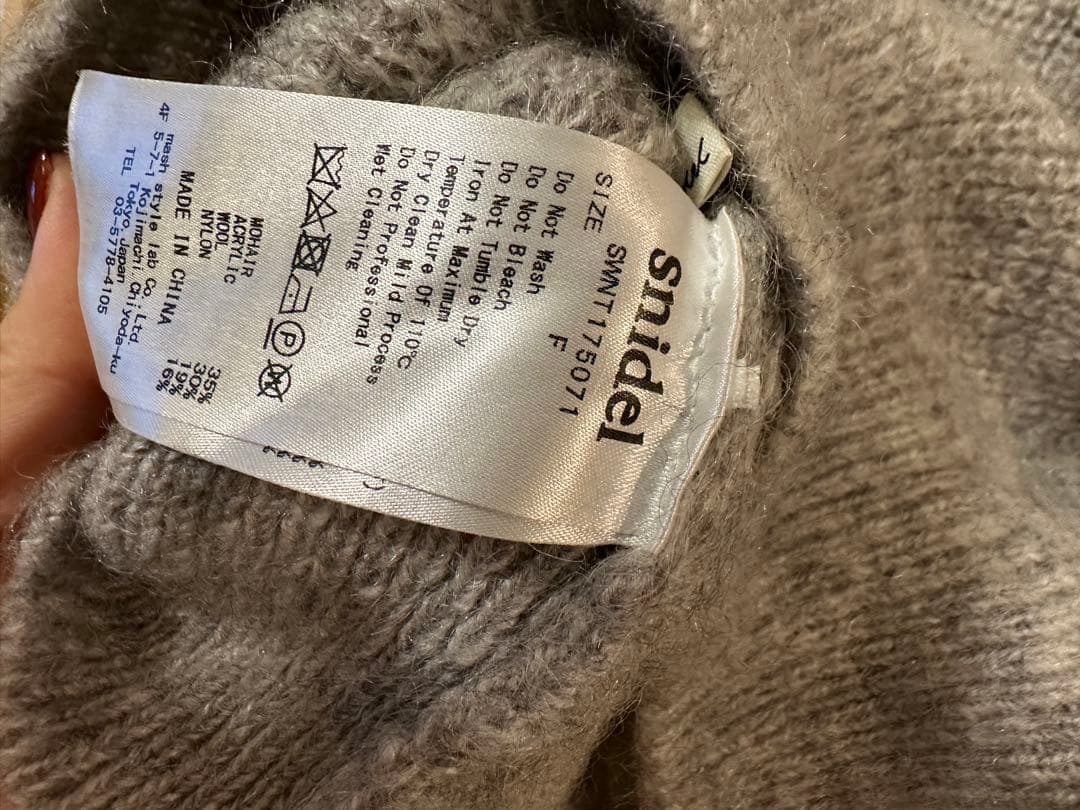 snidel
SWNT175071
SIZE F
Do Not Wash
Do Not Bleach
Do Not Tumble Dry
Iron At Maximum
Temperature Of 110℃
Dry Clean Mild Process
Do Not Professional
Wet Cleaning
P
MOHAIR 35%
ACRYLIC 30%
WOOL 19%
NYLON 16%
MADE IN CHINA
mash style lab Co.,Ltd.
4F 5-7-1 Kojimachi,Chiyoda-ku
Tokyo,Japan
TEL 03-5778-4105